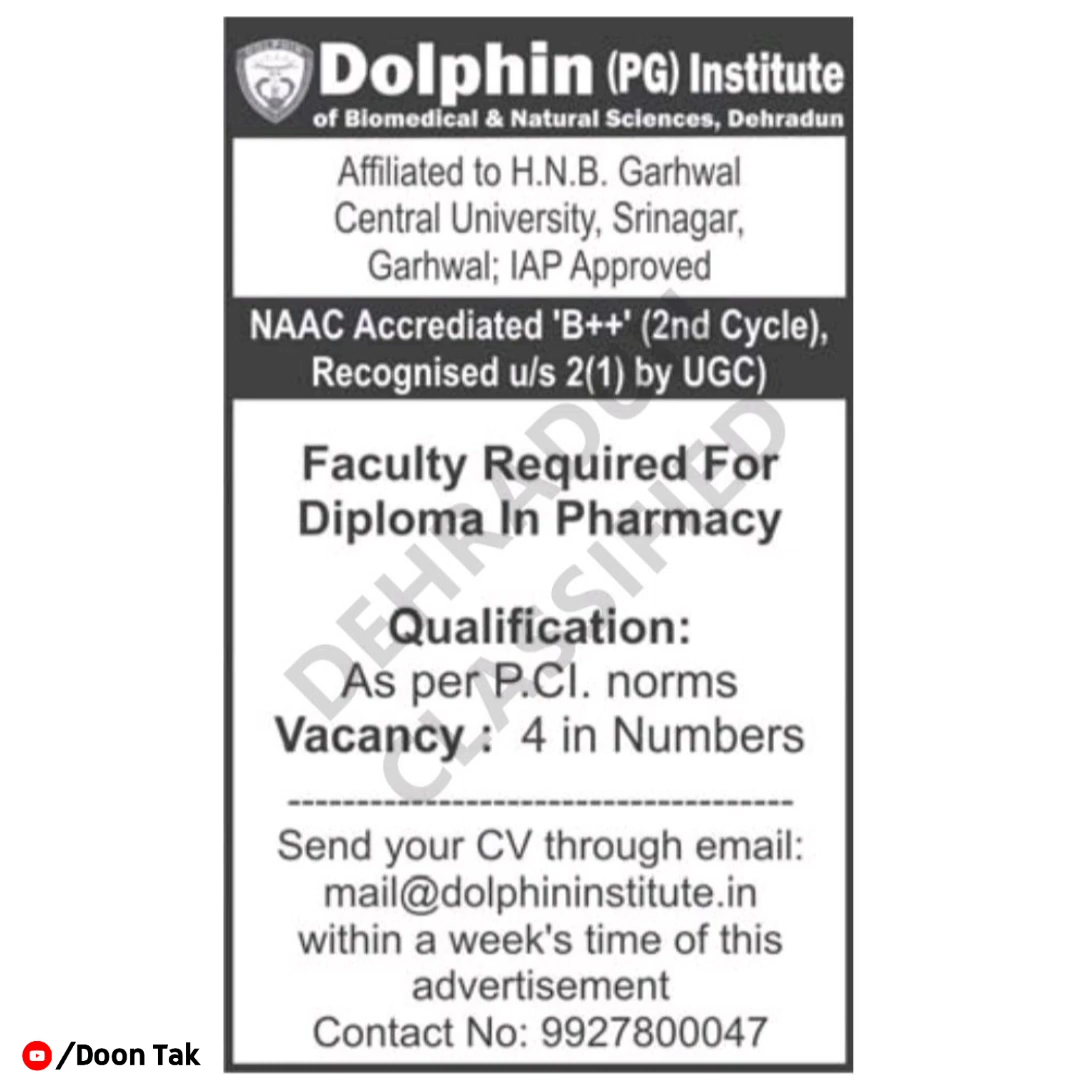 Dolphin (PG) Institute
of Biomedical & Natural Sciences, Dehradun
Affiliated to H.N.B. Garhwal
Central University, Srinagar,
Garhwal; IAP Approved
NAAC Accrediated 'B++' (2nd Cycle),
Recognised u/s 2(1) by UGC)
Faculty Required For
Diploma In Pharmacy
Qualification:
As per P.CI. norms
Vacancy : 4 in Numbers
-------------------------------------
Send your CV through email:
mail@dolphininstitute.in
within a week's time of this
advertisement
Contact No: 9927800047
DEHRADUN
CLASSIFIED
/Doon Tak